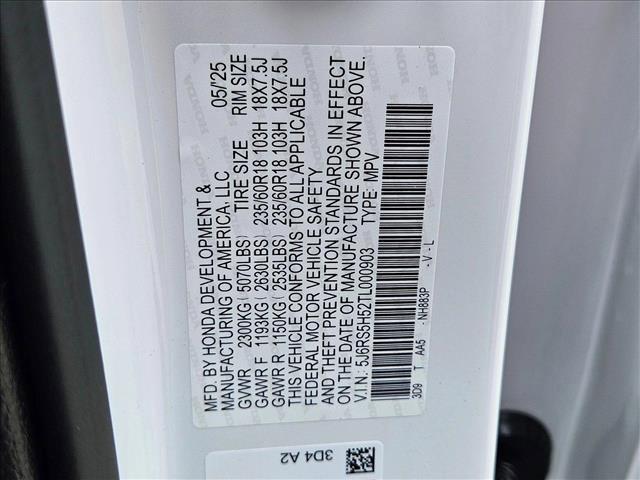 MFD. BY HONDA DEVELOPMENT & 05/'25
MANUFACTURING OF AMERICA, LLC
GVWR 2300KG(5070LBS) TIRE SIZE RIM SIZE
GAWR F 1193KG(2630LBS) 235/60R18 103H 18X7.5J
GAWR R 1150KG(2535LBS) 235/60R18 103H 18X7.5J
THIS VEHICLE CONFORMS TO ALL APPLICABLE
FEDERAL MOTOR VEHICLE SAFETY
AND THEFT PREVENTION STANDARDS IN EFFECT
ON THE DATE OF MANUFACTURE SHOWN ABOVE.
V.I.N.: 5J6RS5H52TL000903 TYPE: MPV
3D9 T AA5 - NH883P - V - L
3D4 A2